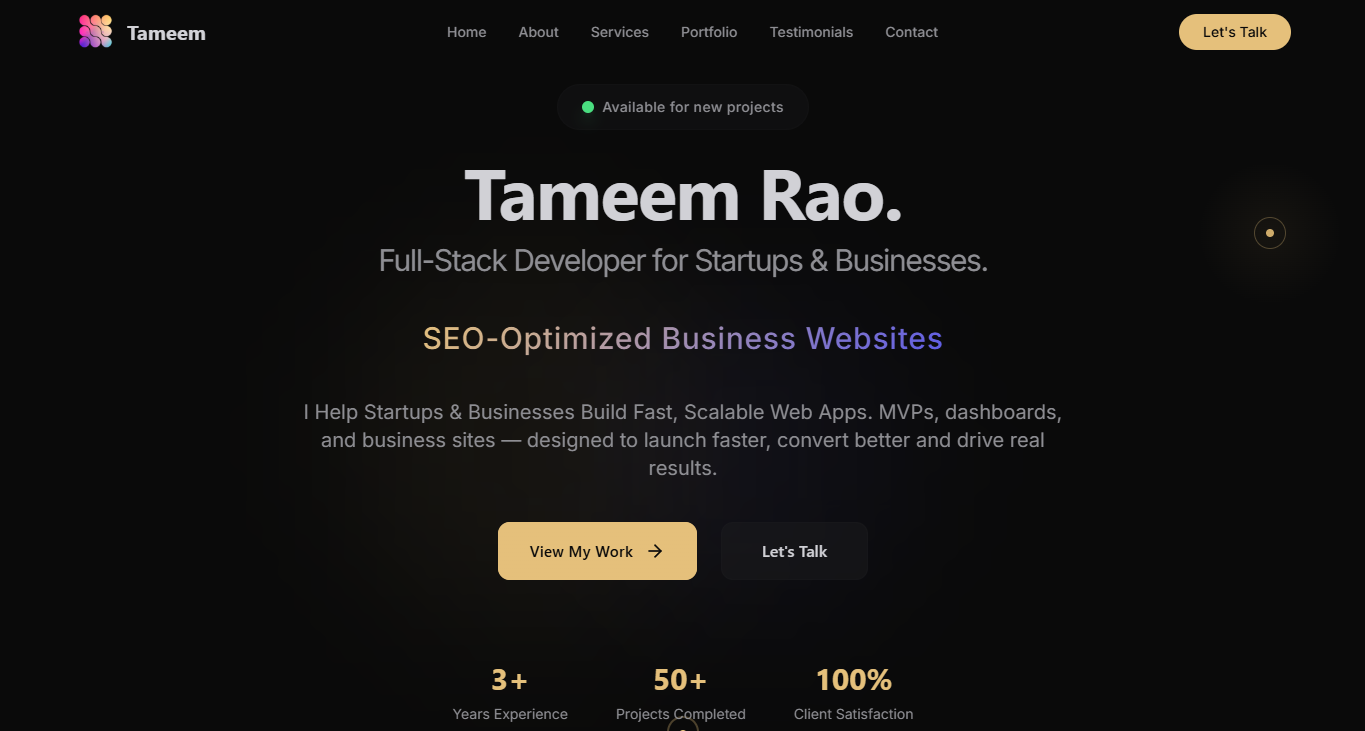 Tameem
Home About Services Portfolio Testimonials Contact
Let's Talk
Available for new projects
Tameem Rao.
Full-Stack Developer for Startups & Businesses.
SEO-Optimized Business Websites
I Help Startups & Businesses Build Fast, Scalable Web Apps. MVPs, dashboards,
and business sites — designed to launch faster, convert better and drive real
results.
View My Work
Let's Talk
3+ 50+ 100%
Years Experience Projects Completed Client Satisfaction